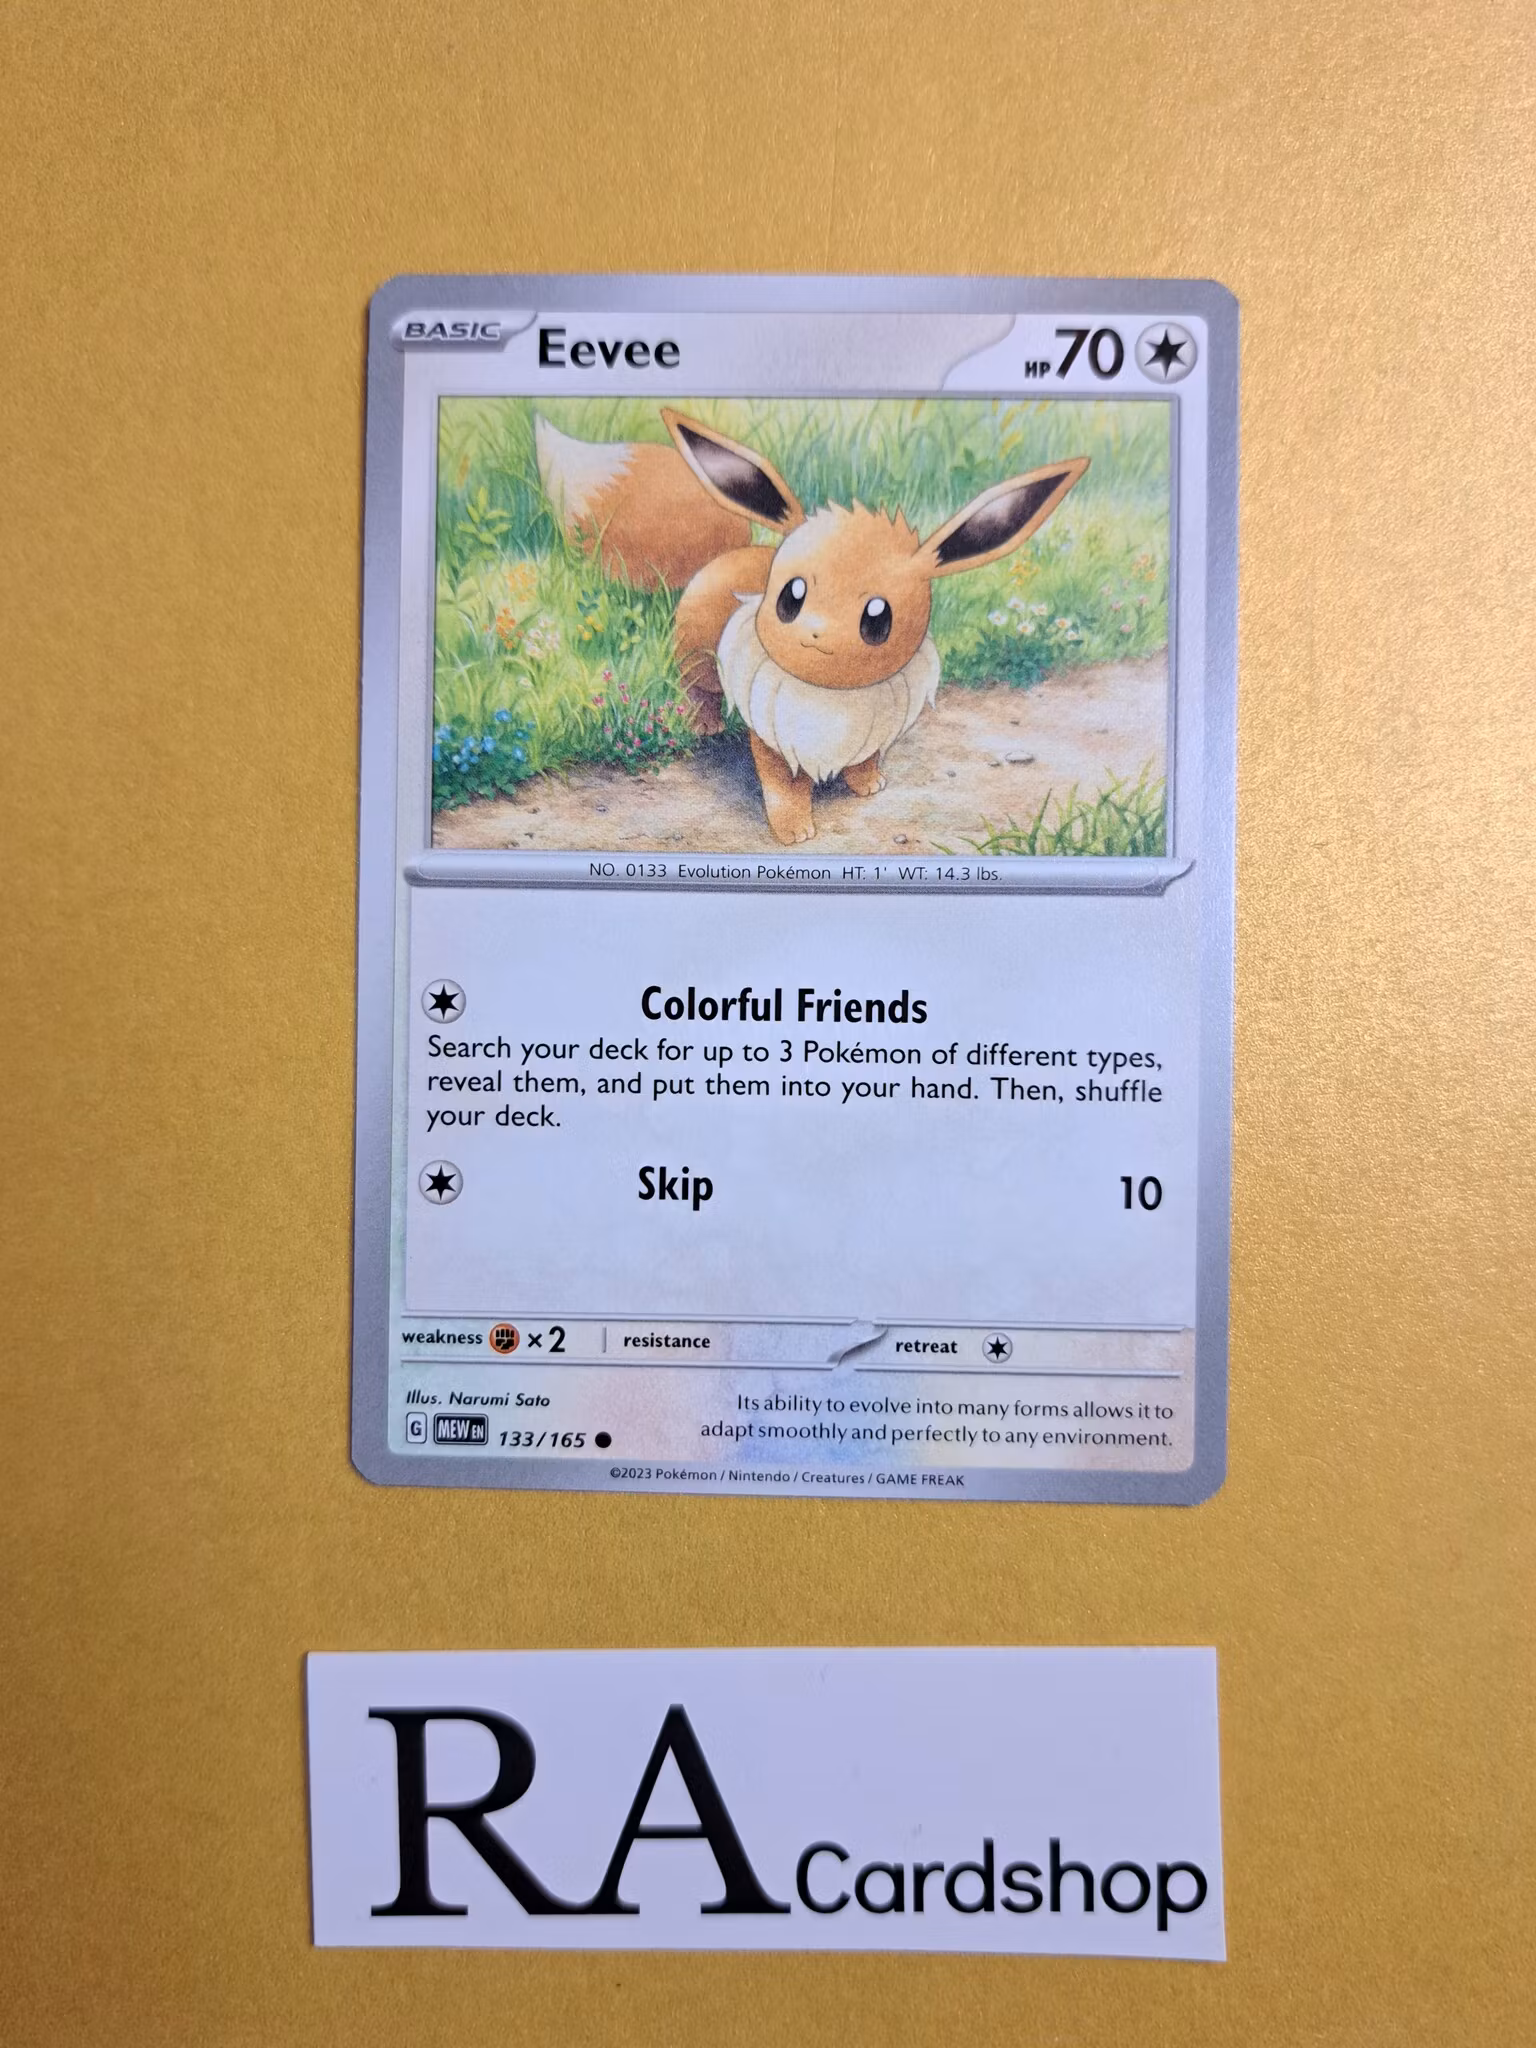 BASIC Eevee HP 70
NO. 0133 Evolution Pokémon HT: 1' WT: 14.3 lbs.
Colorful Friends
Search your deck for up to 3 Pokémon of different types,
reveal them, and put them into your hand. Then, shuffle
your deck.
Skip 10
weakness ×2 resistance retreat
Illus. Narumi Sato
G MEW EN 133/165
Its ability to evolve into many forms allows it to
adapt smoothly and perfectly to any environment.
©2023 Pokémon / Nintendo / Creatures / GAME FREAK
RA Cardshop